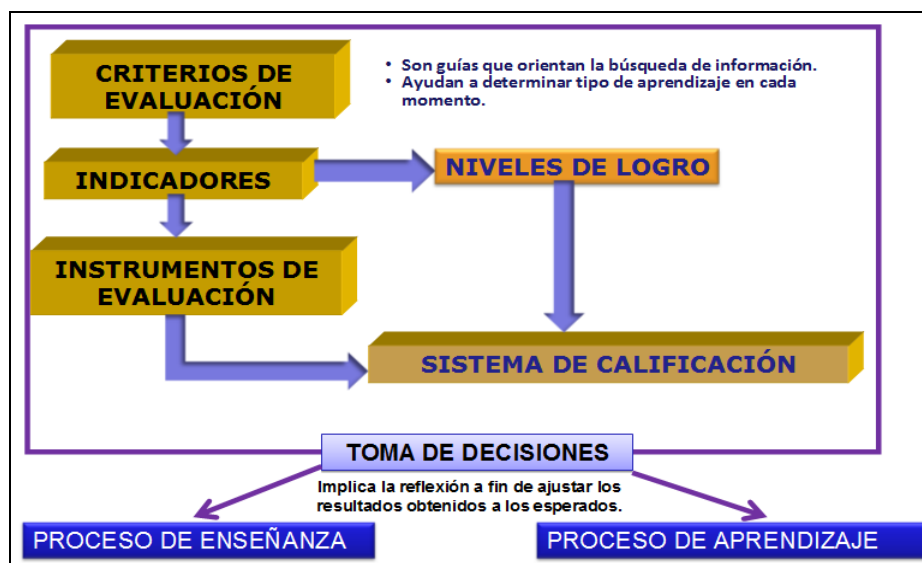 CRITERIOS DE
EVALUACIÓN
• Son guías que orientan la búsqueda de información.
• Ayudan a determinar tipo de aprendizaje en cada
momento.
INDICADORES
NIVELES DE LOGRO
INSTRUMENTOS DE
EVALUACIÓN
SISTEMA DE CALIFICACIÓN
TOMA DE DECISIONES
Implica la reflexión a fin de ajustar los
resultados obtenidos a los esperados.
PROCESO DE ENSEÑANZA
PROCESO DE APRENDIZAJE